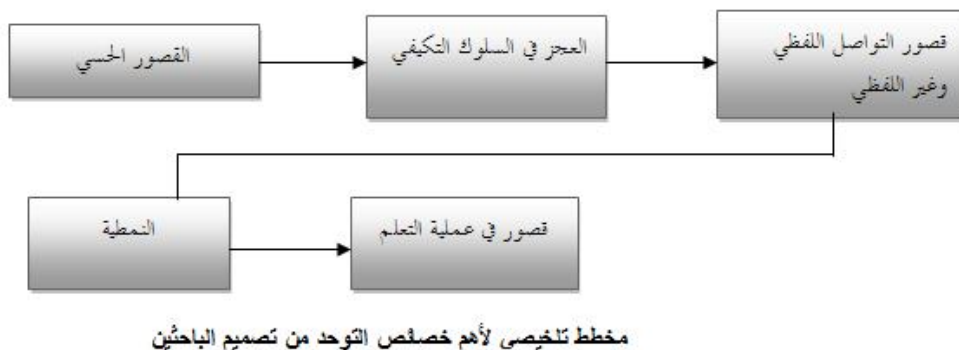 القصور الحسي
العجز في السلوك التكيفي
قصور التواصل اللفظي
وغير اللفظي
النمطية
قصور في عملية التعلم
مخطط تلخيصي لأهم خصائص التوحد من تصميم الباحثين